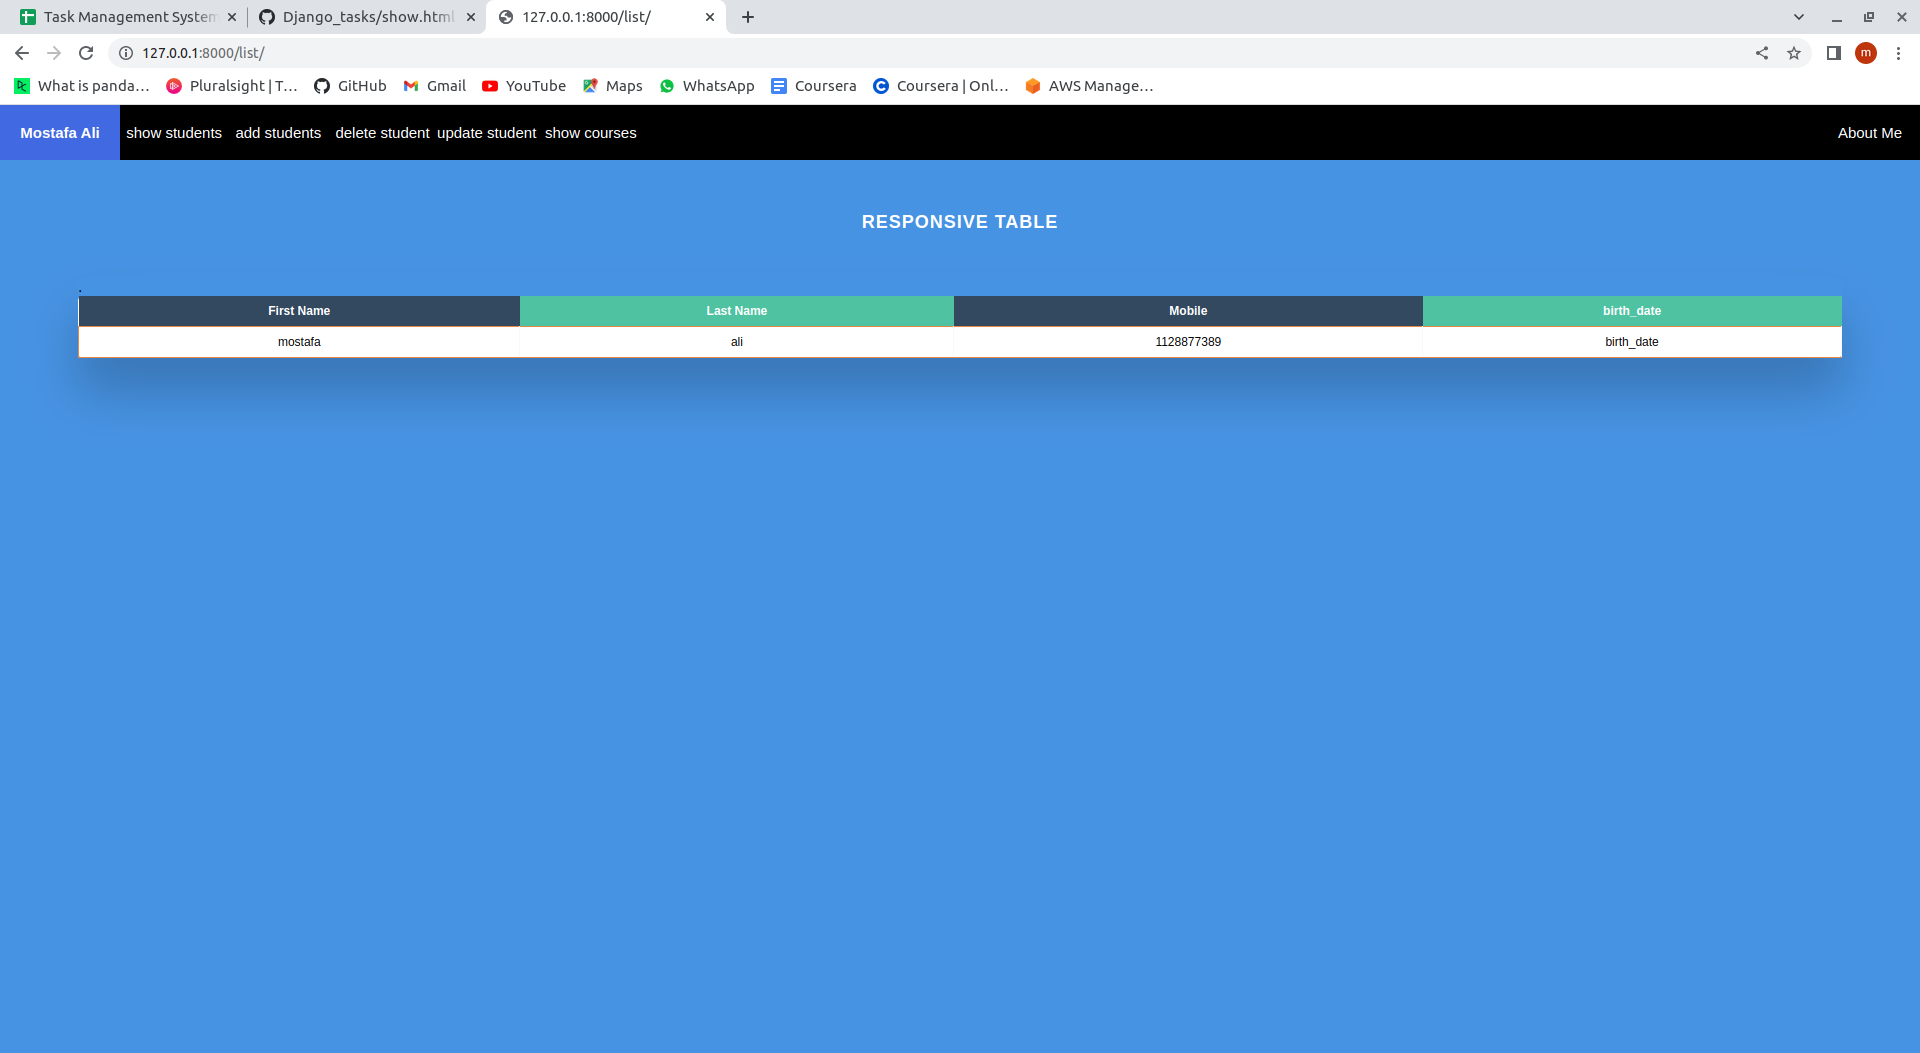 Task Management System
Django_tasks/show.html
127.0.0.1:8000/list/
127.0.0.1:8000/list/
m
What is panda…
Pluralsight | T…
GitHub
Gmail
YouTube
Maps
WhatsApp
Coursera
Coursera | Onl…
AWS Manage…
Mostafa Ali
show students
add students
delete student
update student
show courses
About Me
RESPONSIVE TABLE
.
First Name Last Name Mobile birth_date
mostafa ali 1128877389 birth_date